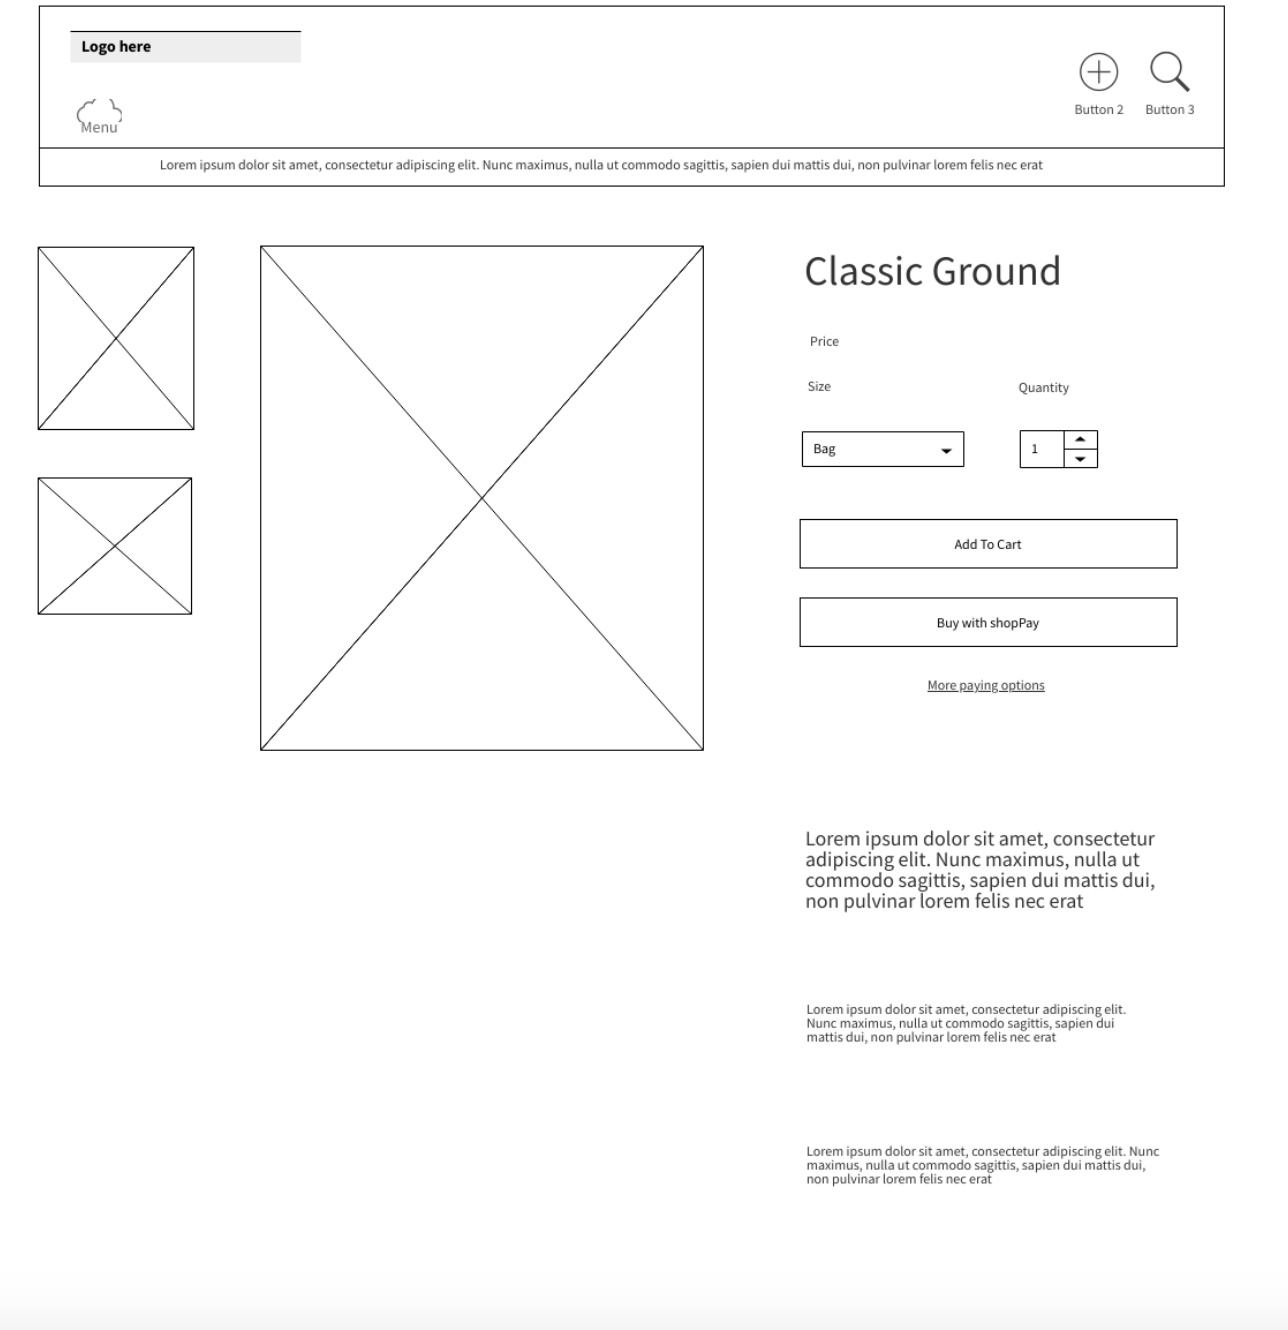 Logo here
Menu
Button 2
Button 3
Lorem ipsum dolor sit amet, consectetur adipiscing elit. Nunc maximus, nulla ut commodo sagittis, sapien dui mattis dui, non pulvinar lorem felis nec erat
Classic Ground
Price
Size
Quantity
Bag
1
Add To Cart
Buy with shopPay
More paying options
Lorem ipsum dolor sit amet, consectetur
adipiscing elit. Nunc maximus, nulla ut
commodo sagittis, sapien dui mattis dui,
non pulvinar lorem felis nec erat
Lorem ipsum dolor sit amet, consectetur adipiscing elit.
Nunc maximus, nulla ut commodo sagittis, sapien dui
mattis dui, non pulvinar lorem felis nec erat
Lorem ipsum dolor sit amet, consectetur adipiscing elit. Nunc
maximus, nulla ut commodo sagittis, sapien dui mattis dui,
non pulvinar lorem felis nec erat